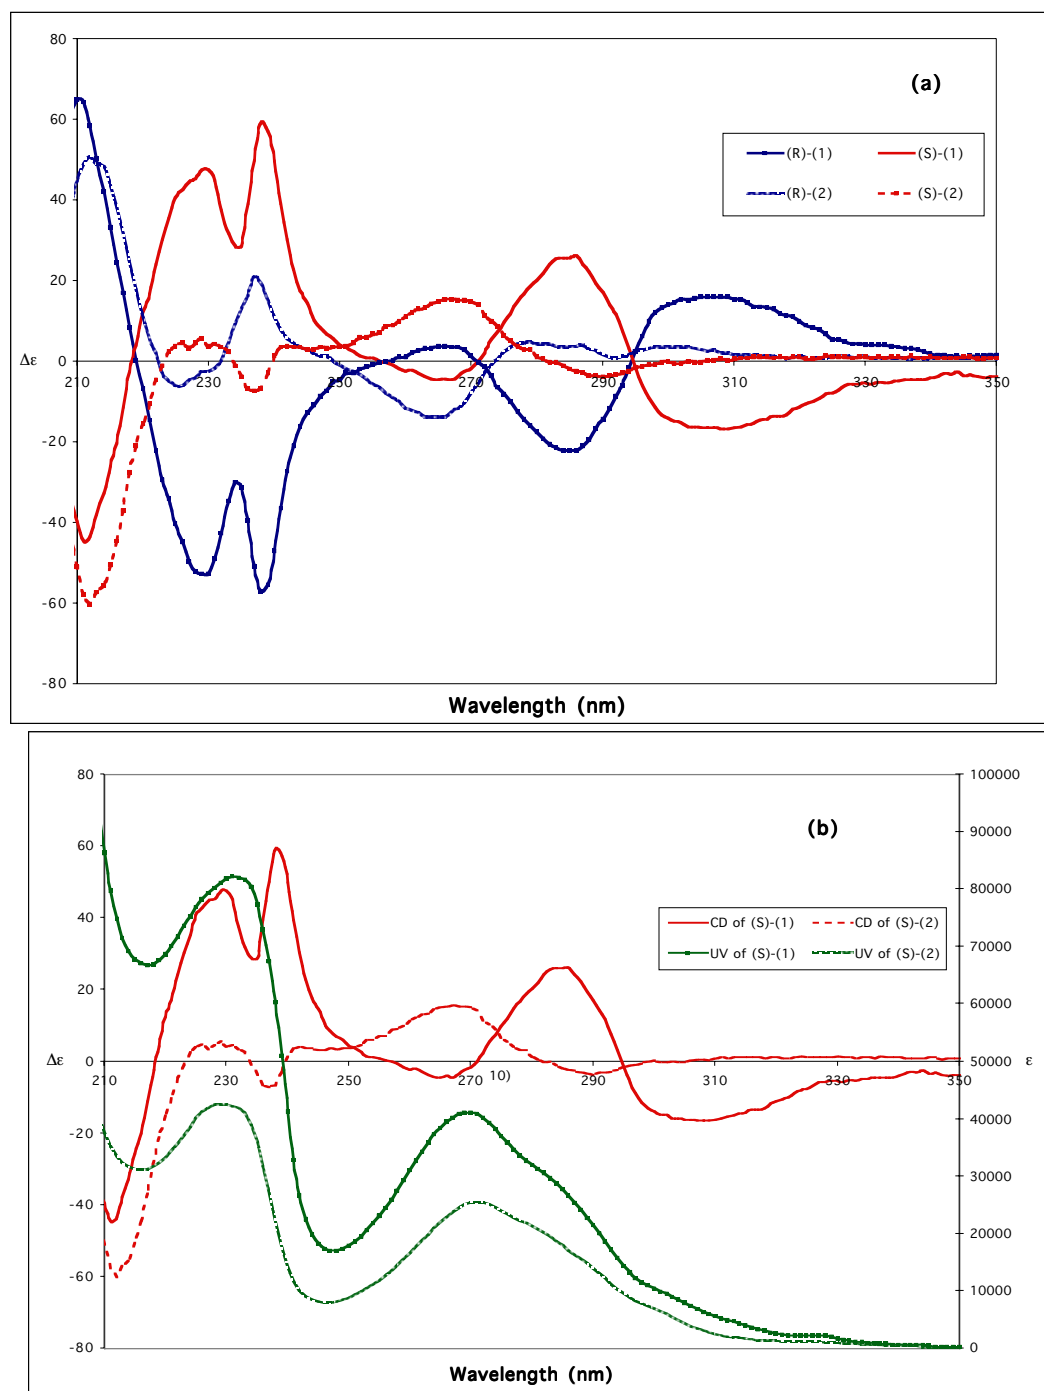 80
(a)
60
(R)-(1) (S)-(1)
40
(R)-(2) (S)-(2)
20
Δε 0
210 230 250 270 290 310 330 350
-20
-40
-60
-80
Wavelength (nm)
80 100000
90000
(b)
60 80000
CD of (S)-(1) CD of (S)-(2)
40
UV of (S)-(1) UV of (S)-(2)
70000
20 60000
Δε 0 50000 ε
210 230 250 270 10) 290 310 330 350
-20 40000
30000
-40
20000
-60
10000
-80 0
Wavelength (nm)